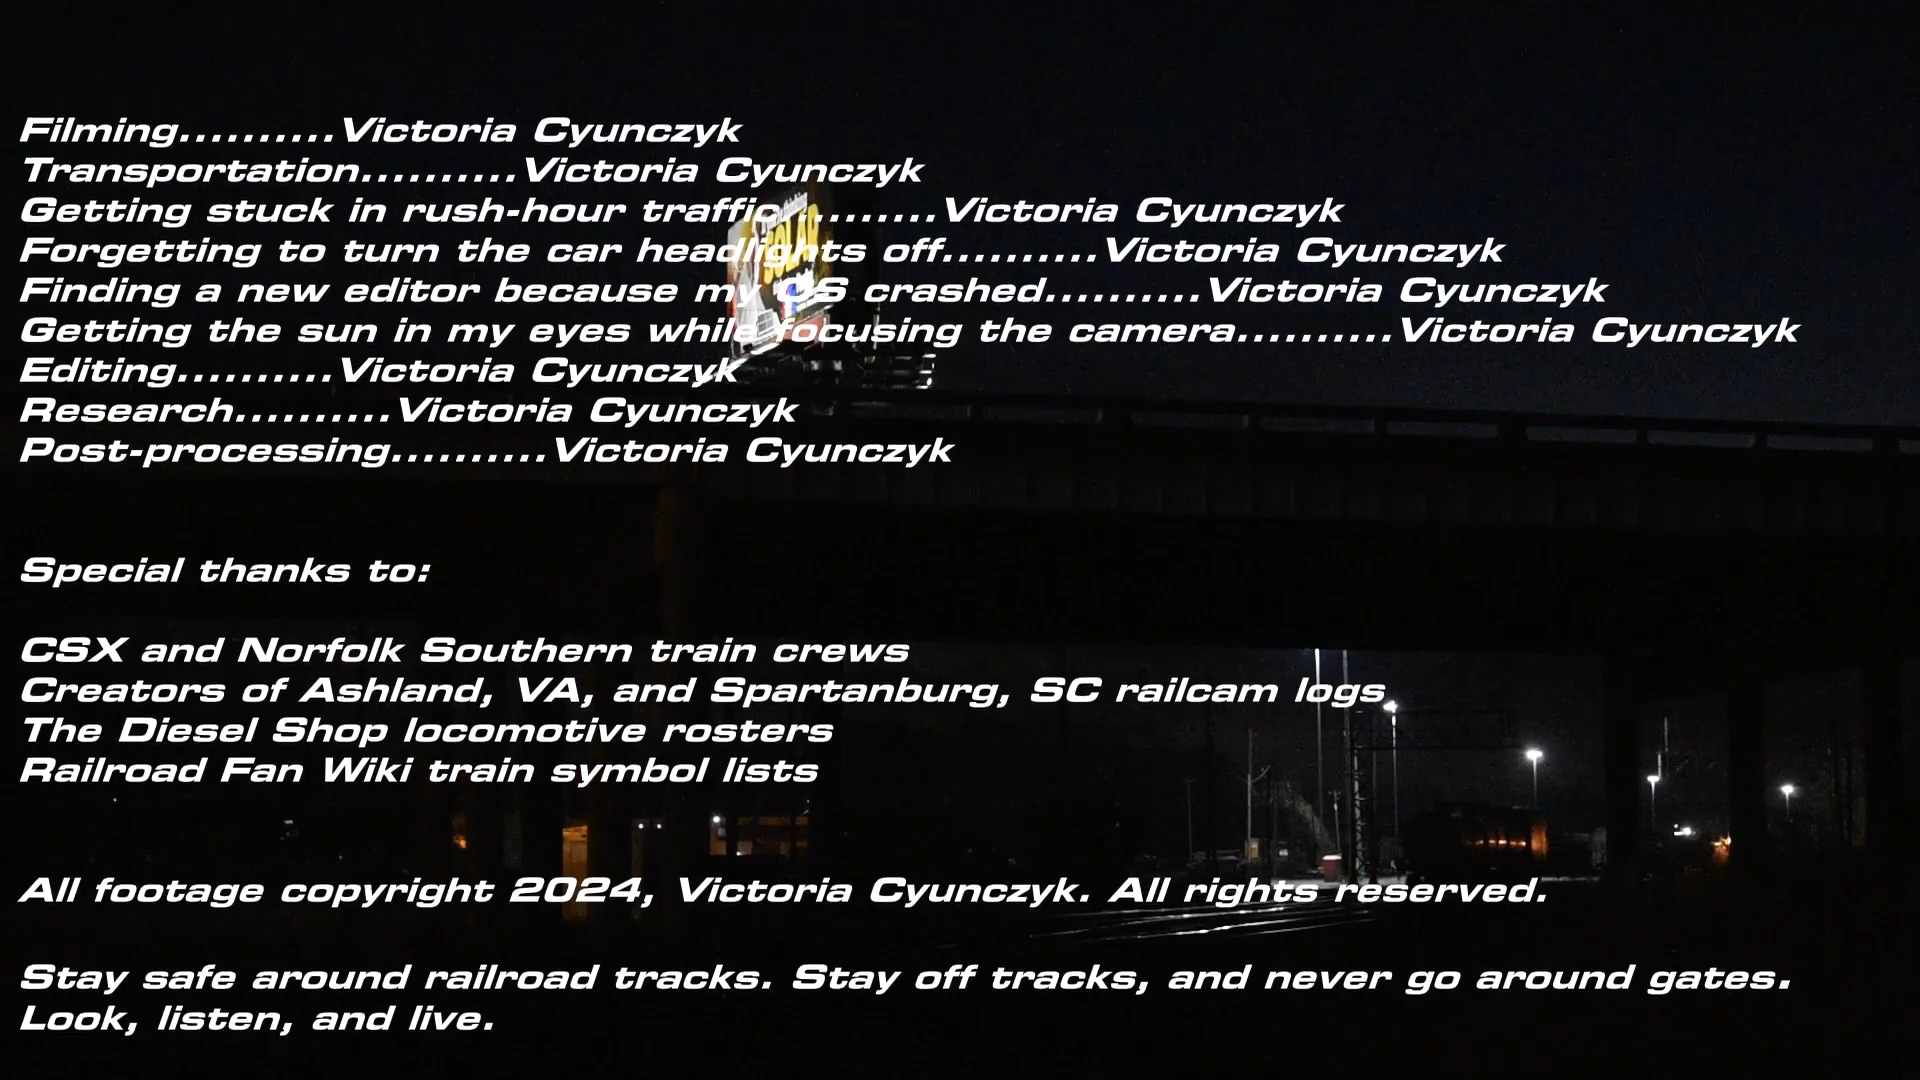 Filming..........Victoria Cyunczyk
Transportation..........Victoria Cyunczyk
Getting stuck in rush-hour traffic..........Victoria Cyunczyk
Forgetting to turn the car headlights off..........Victoria Cyunczyk
Finding a new editor because my OS crashed..........Victoria Cyunczyk
Getting the sun in my eyes while focusing the camera..........Victoria Cyunczyk
Editing..........Victoria Cyunczyk
Research..........Victoria Cyunczyk
Post-processing..........Victoria Cyunczyk
Special thanks to:
CSX and Norfolk Southern train crews
Creators of Ashland, VA, and Spartanburg, SC railcam logs
The Diesel Shop locomotive rosters
Railroad Fan Wiki train symbol lists
All footage copyright 2024, Victoria Cyunczyk. All rights reserved.
Stay safe around railroad tracks. Stay off tracks, and never go around gates.
Look, listen, and live.
SOLAR